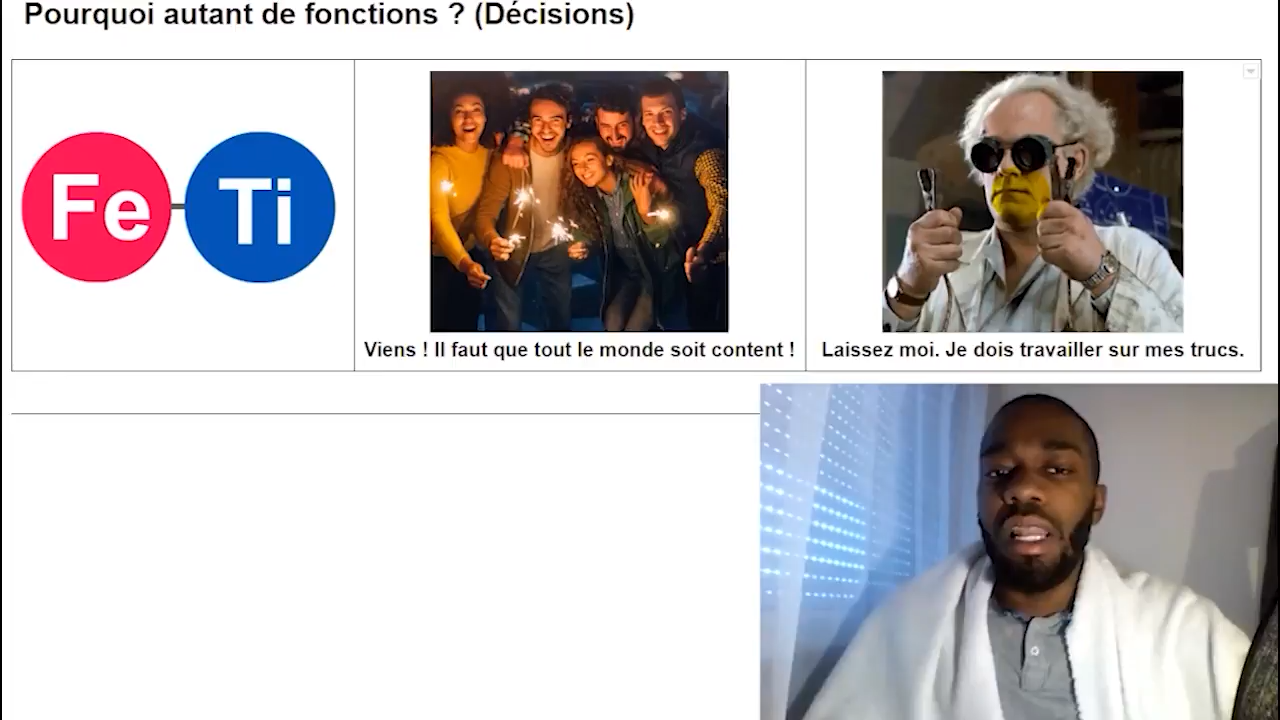 Pourquoi autant de fonctions ? (Décisions)
Fe
Ti
Viens ! Il faut que tout le monde soit content !
Laissez moi. Je dois travailler sur mes trucs.